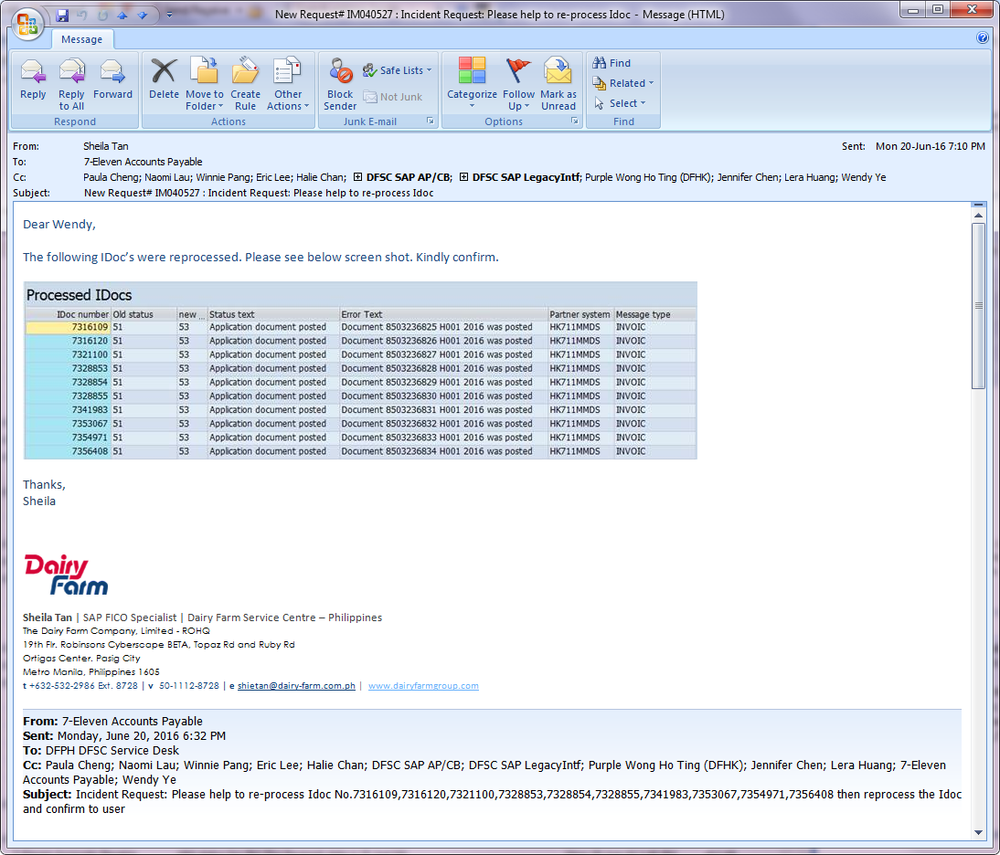 New Request# IM040527 : Incident Request: Please help to re-process Idoc - Message (HTML)
Message
Reply
Reply to All
Forward
Respond
Delete
Move to Folder
Create Rule
Other Actions
Actions
Block Sender
Safe Lists
Not Junk
Junk E-mail
Categorize
Follow Up
Mark as Unread
Options
Find
Related
Select
Find
From: Sheila Tan Sent: Mon 20-Jun-16 7:10 PM
To: 7-Eleven Accounts Payable
Cc: Paula Cheng; Naomi Lau; Winnie Pang; Eric Lee; Halie Chan; DFSC SAP AP/CB; DFSC SAP LegacyIntf; Purple Wong Ho Ting (DFHK); Jennifer Chen; Lera Huang; Wendy Ye
Subject: New Request# IM040527 : Incident Request: Please help to re-process Idoc
Dear Wendy,
The following IDoc's were reprocessed. Please see below screen shot. Kindly confirm.
Processed IDocs
IDoc number Old status new ... Status text Error Text Partner system Message type
7316109 51 53 Application document posted Document 8503236825 H001 2016 was posted HK711MMDS INVOIC
7316120 51 53 Application document posted Document 8503236826 H001 2016 was posted HK711MMDS INVOIC
7321100 51 53 Application document posted Document 8503236827 H001 2016 was posted HK711MMDS INVOIC
7328853 51 53 Application document posted Document 8503236828 H001 2016 was posted HK711MMDS INVOIC
7328854 51 53 Application document posted Document 8503236829 H001 2016 was posted HK711MMDS INVOIC
7328855 51 53 Application document posted Document 8503236830 H001 2016 was posted HK711MMDS INVOIC
7341983 51 53 Application document posted Document 8503236831 H001 2016 was posted HK711MMDS INVOIC
7353067 51 53 Application document posted Document 8503236832 H001 2016 was posted HK711MMDS INVOIC
7354971 51 53 Application document posted Document 8503236833 H001 2016 was posted HK711MMDS INVOIC
7356408 51 53 Application document posted Document 8503236834 H001 2016 was posted HK711MMDS INVOIC
Thanks,
Sheila
Dairy
Farm
Sheila Tan | SAP FICO Specialist | Dairy Farm Service Centre – Philippines
The Dairy Farm Company, Limited - ROHQ
19th Flr. Robinsons Cyberscape BETA, Topaz Rd and Ruby Rd
Ortigas Center. Pasig City
Metro Manila, Philippines 1605
t +632-532-2986 Ext. 8728 | v 50-1112-8728 | e shietan@dairy-farm.com.ph | www.dairyfarmgroup.com
From: 7-Eleven Accounts Payable
Sent: Monday, June 20, 2016 6:32 PM
To: DFPH DFSC Service Desk
Cc: Paula Cheng; Naomi Lau; Winnie Pang; Eric Lee; Halie Chan; DFSC SAP AP/CB; DFSC SAP LegacyIntf; Purple Wong Ho Ting (DFHK); Jennifer Chen; Lera Huang; 7-Eleven
Accounts Payable; Wendy Ye
Subject: Incident Request: Please help to re-process Idoc No.7316109,7316120,7321100,7328853,7328854,7328855,7341983,7353067,7354971,7356408 then reprocess the Idoc
and confirm to user